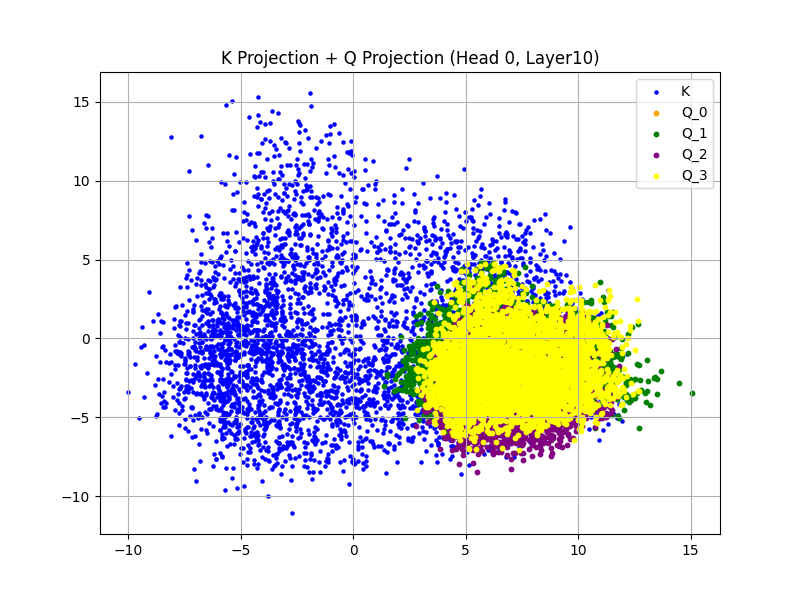 K Projection + Q Projection (Head 0, Layer10)
K
Q_0
Q_1
Q_2
Q_3
15
10
5
0
−5
−10
−10
−5
0
5
10
15